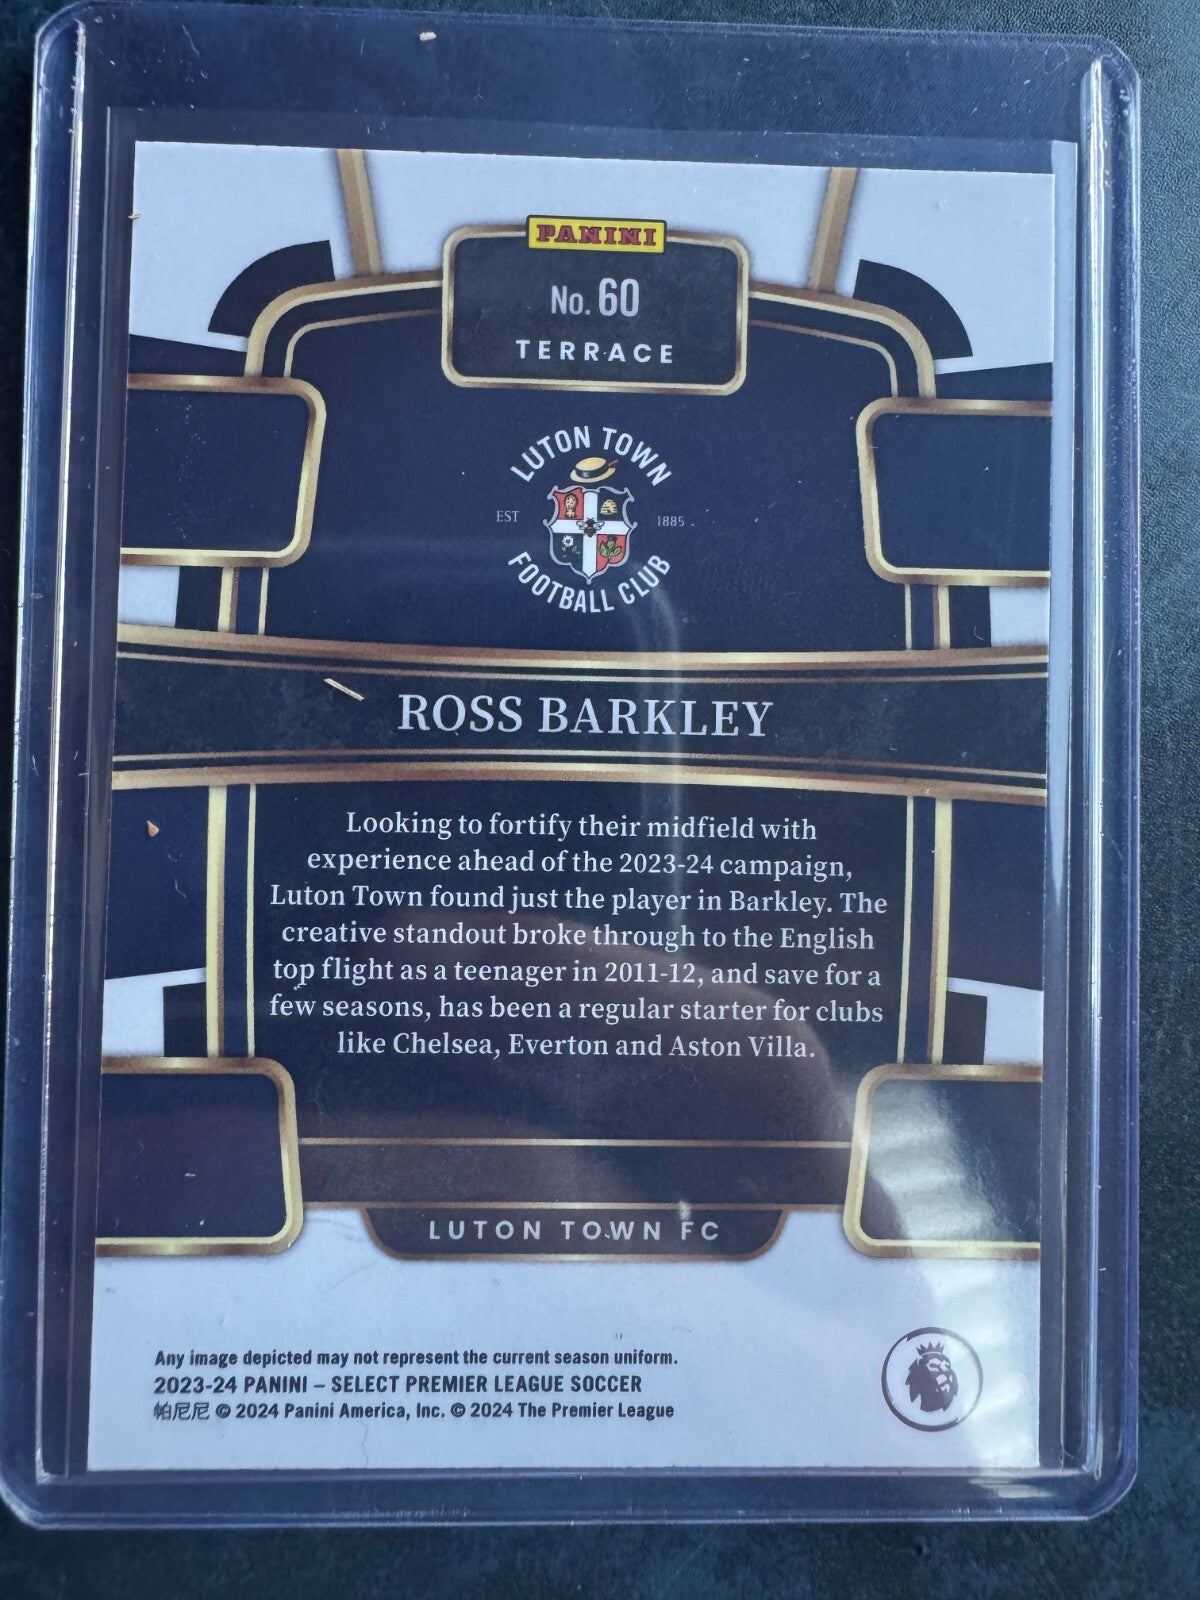 PANINI
No. 60
TERRACE
LUTON TOWN
EST 1885
FOOTBALL CLUB
ROSS BARKLEY
Looking to fortify their midfield with
experience ahead of the 2023-24 campaign,
Luton Town found just the player in Barkley. The
creative standout broke through to the English
top flight as a teenager in 2011-12, and save for a
few seasons, has been a regular starter for clubs
like Chelsea, Everton and Aston Villa.
LUTON TOWN FC
Any image depicted may not represent the current season uniform.
2023-24 PANINI – SELECT PREMIER LEAGUE SOCCER
帕尼尼 © 2024 Panini America, Inc. © 2024 The Premier League